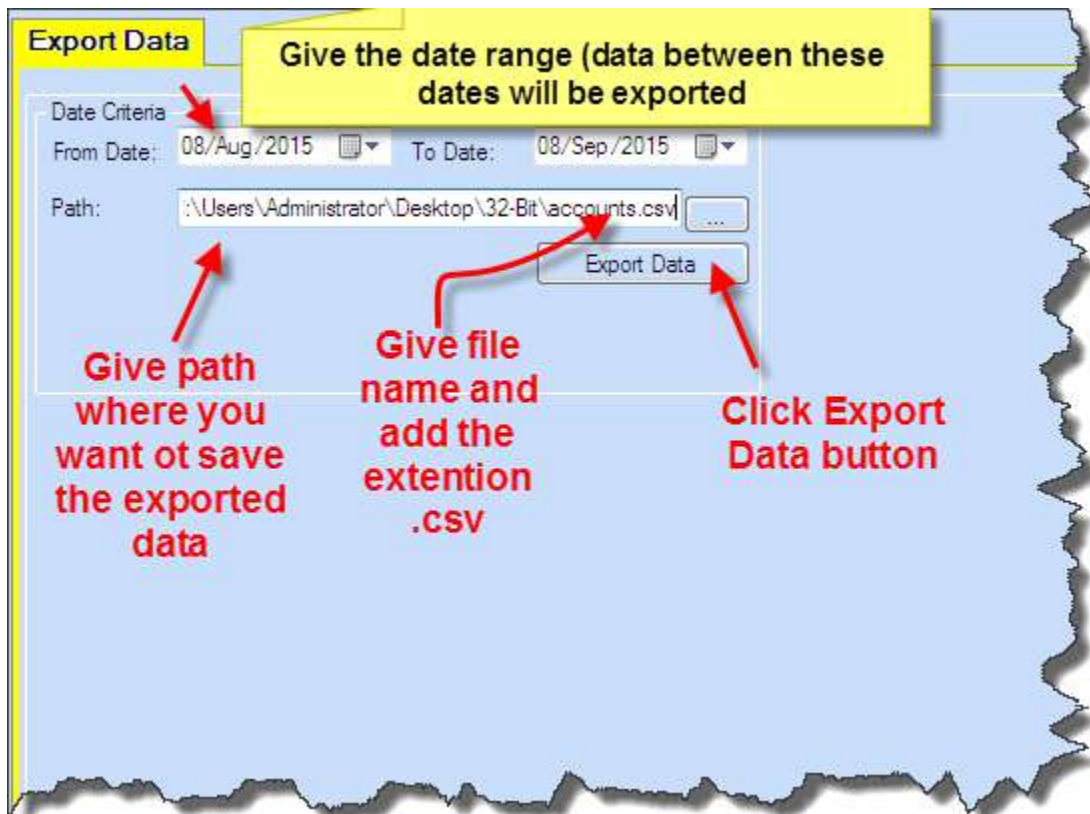 Export Data
Give the date range (data between these
dates will be exported
Date Criteria
From Date: 08/Aug/2015 To Date: 08/Sep/2015
Path: :\Users\Administrator\Desktop\32-Bit\accounts.csv ...
Export Data
Give path
where you
want ot save
the exported
data
Give file
name and
add the
extention
.csv
Click Export
Data button